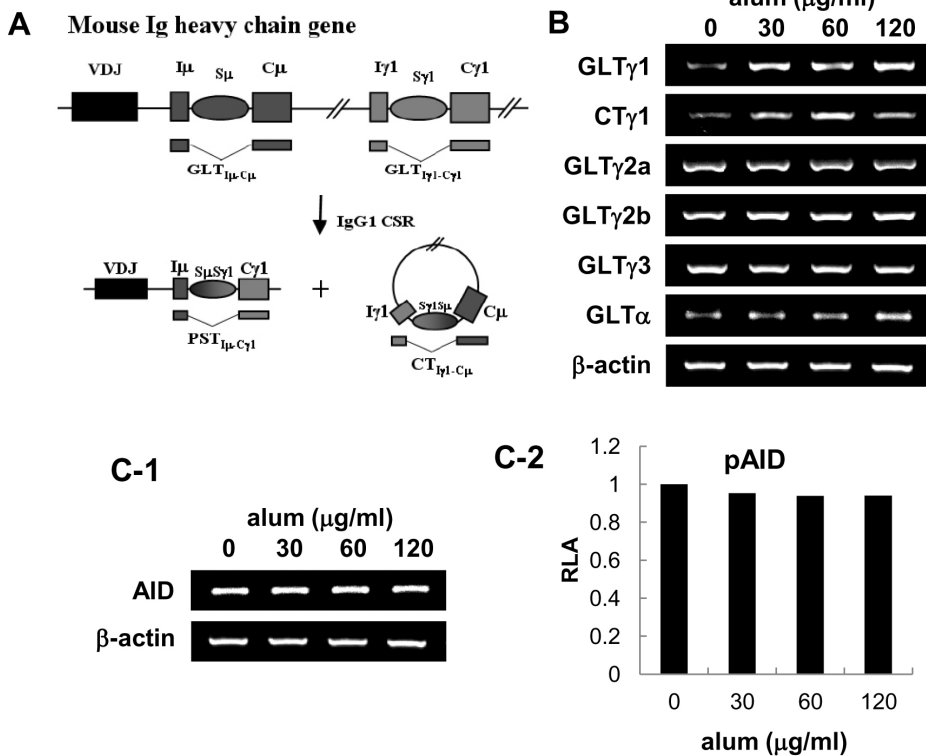 A Mouse Ig heavy chain gene
VDJ Iμ Sμ Cμ Iγ1 Sγ1 Cγ1
GLTIμ-Cμ GLTIγ1-Cγ1
IgG1 CSR
VDJ Iμ SμSγ1 Cγ1 + Iγ1 Sγ1Sμ Cμ
PSTIμ-Cγ1 CTIγ1-Cμ
B
alum (μg/ml)
0 30 60 120
GLTγ1
CTγ1
GLTγ2a
GLTγ2b
GLTγ3
GLTα
β-actin
C-1
alum (μg/ml)
0 30 60 120
AID
β-actin
C-2
pAID
RLA
1.2
1
0.8
0.6
0.4
0.2
0
0 30 60 120
alum (μg/ml)